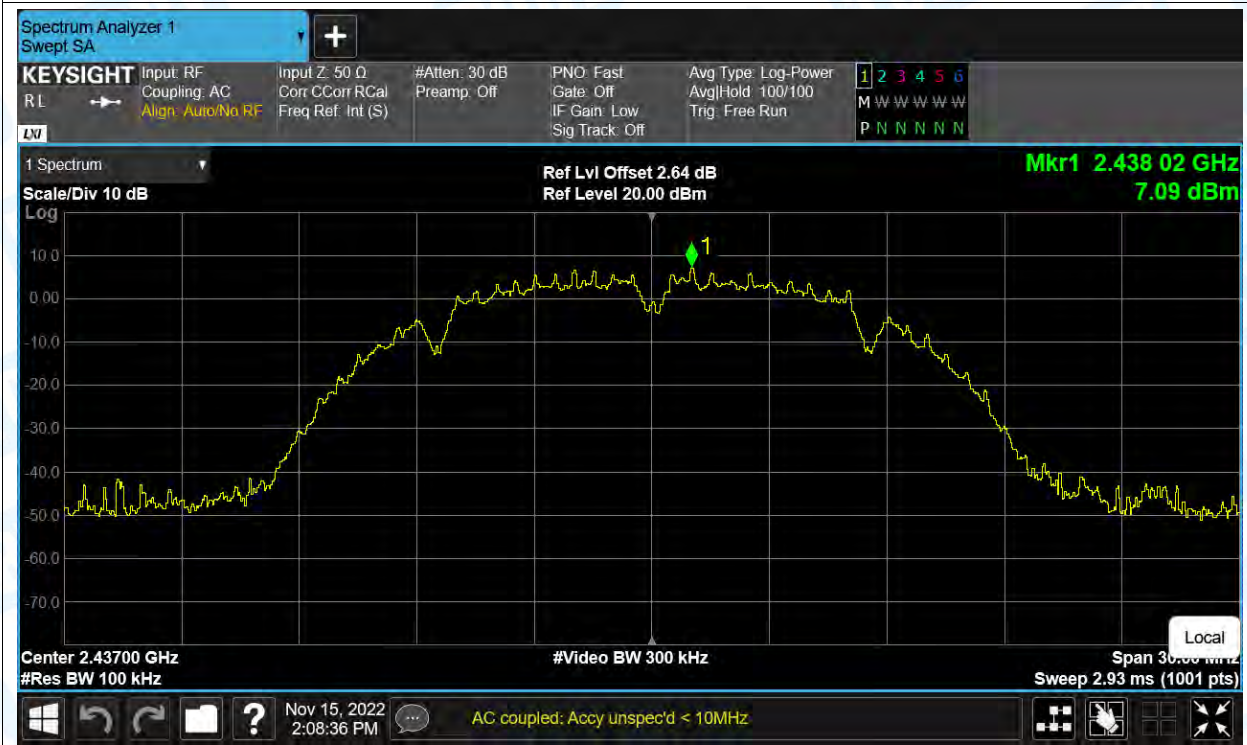 Spectrum Analyzer 1
Swept SA
+
KEYSIGHT
R L
LXI
Input: RF
Coupling: AC
Align: Auto/No RF
Input Z: 50 Ω
Corr CCorr RCal
Freq Ref: Int (S)
#Atten: 30 dB
Preamp: Off
PNO: Fast
Gate: Off
IF Gain: Low
Sig Track: Off
Avg Type: Log-Power
Avg|Hold: 100/100
Trig: Free Run
1 2 3 4 5 6
M W W W W W
P N N N N N
1 Spectrum
Scale/Div 10 dB
Log
Ref Lvl Offset 2.64 dB
Ref Level 20.00 dBm
Mkr1 2.438 02 GHz
7.09 dBm
1
10.0
0.00
-10.0
-20.0
-30.0
-40.0
-50.0
-60.0
-70.0
Local
Center 2.43700 GHz
#Res BW 100 kHz
#Video BW 300 kHz
Span 30.00 MHz
Sweep 2.93 ms (1001 pts)
?
Nov 15, 2022
2:08:36 PM
AC coupled: Accy unspec'd < 10MHz